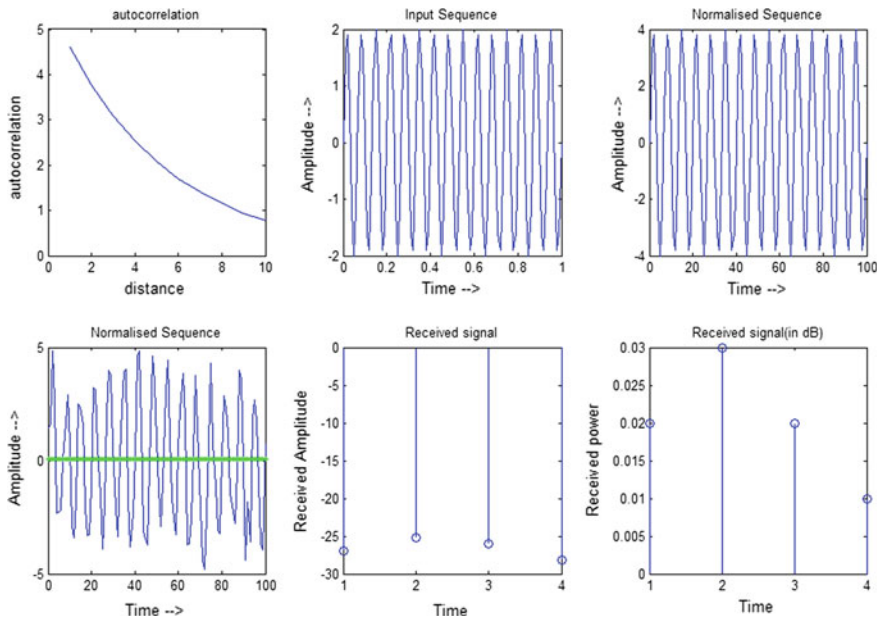 autocorrelation
5
4
3
2
1
0
0 2 4 6 8 10
autocorrelation
distance
Input Sequence
2
1
0
-1
-2
0 0.2 0.4 0.6 0.8 1
Amplitude -->
Time -->
Normalised Sequence
4
2
0
-2
-4
0 20 40 60 80 100
Amplitude -->
Time -->
Normalised Sequence
5
0
-5
0 20 40 60 80 100
Amplitude -->
Time -->
Received signal
0
-5
-10
-15
-20
-25
-30
1 2 3 4
Received Amplitude
Time
Received signal(in dB)
0.03
0.025
0.02
0.015
0.01
0.005
0
1 2 3 4
Received power
Time